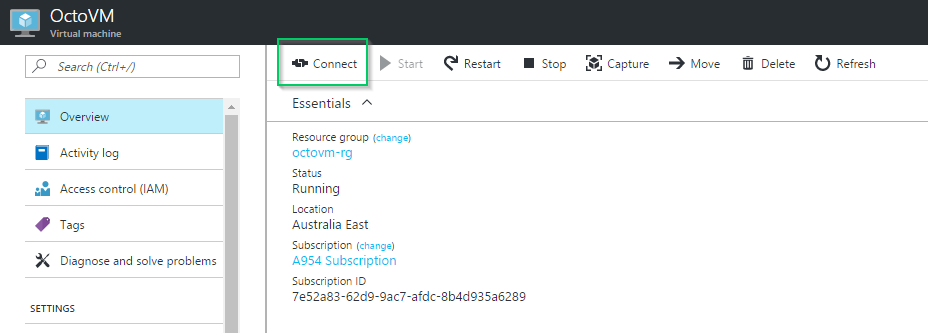 OctoVM
Virtual machine
Search (Ctrl+/)
Connect Start Restart Stop Capture Move Delete Refresh
Essentials
Overview
Activity log
Access control (IAM)
Tags
Diagnose and solve problems
SETTINGS
Resource group (change)
octovm-rg
Status
Running
Location
Australia East
Subscription (change)
A954 Subscription
Subscription ID
7e52a83-62d9-9ac7-afdc-8b4d935a6289